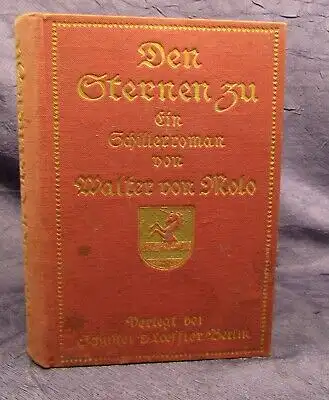 Den
Sternen zu
Ein
Schillerroman
von
Walter von Molo
Verlegt bei
Schuster & Loeffler Berlin